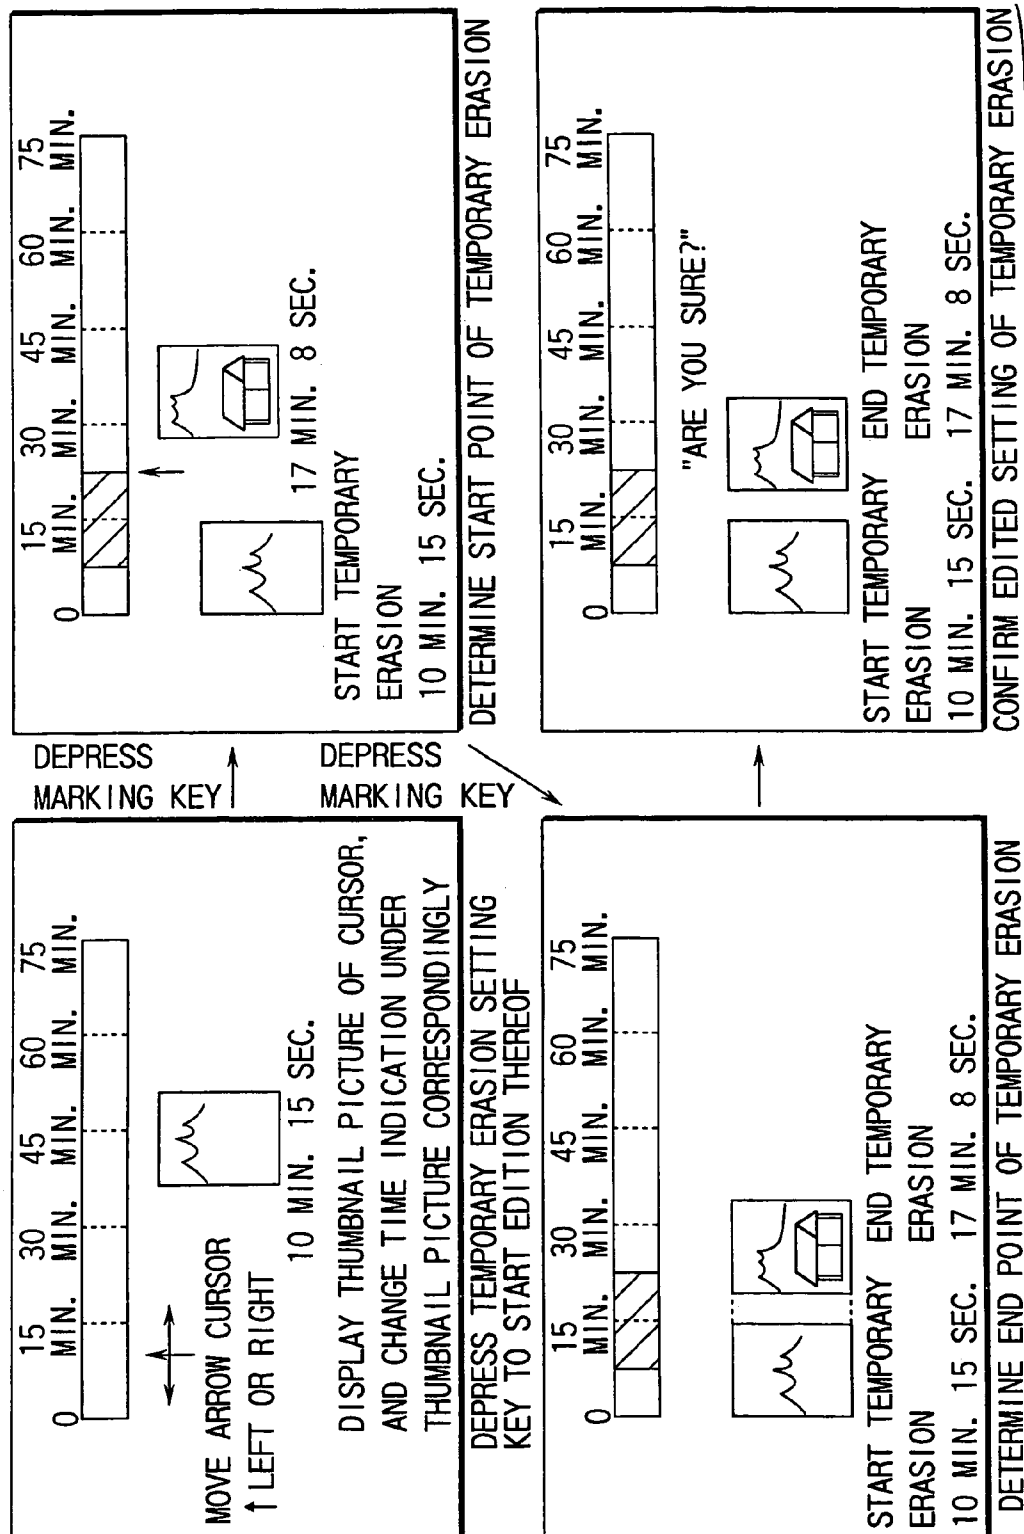 0
15 MIN.
30 MIN.
45 MIN.
60 MIN.
75 MIN.
MOVE ARROW CURSOR
↑ LEFT OR RIGHT
10 MIN. 15 SEC.
DISPLAY THUMBNAIL PICTURE OF CURSOR,
AND CHANGE TIME INDICATION UNDER
THUMBNAIL PICTURE CORRESPONDINGLY
DEPRESS TEMPORARY ERASION SETTING
KEY TO START EDITION THEREOF
DEPRESS
MARKING KEY
0
15 MIN.
30 MIN.
45 MIN.
60 MIN.
75 MIN.
17 MIN. 8 SEC.
START TEMPORARY
ERASION
10 MIN. 15 SEC.
DETERMINE START POINT OF TEMPORARY ERASION
DEPRESS
MARKING KEY
0
15 MIN.
30 MIN.
45 MIN.
60 MIN.
75 MIN.
START TEMPORARY END TEMPORARY
ERASION ERASION
10 MIN. 15 SEC. 17 MIN. 8 SEC.
DETERMINE END POINT OF TEMPORARY ERASION
0
15 MIN.
30 MIN.
45 MIN.
60 MIN.
75 MIN.
"ARE YOU SURE?"
START TEMPORARY END TEMPORARY
ERASION ERASION
10 MIN. 15 SEC. 17 MIN. 8 SEC.
CONFIRM EDITED SETTING OF TEMPORARY ERASION